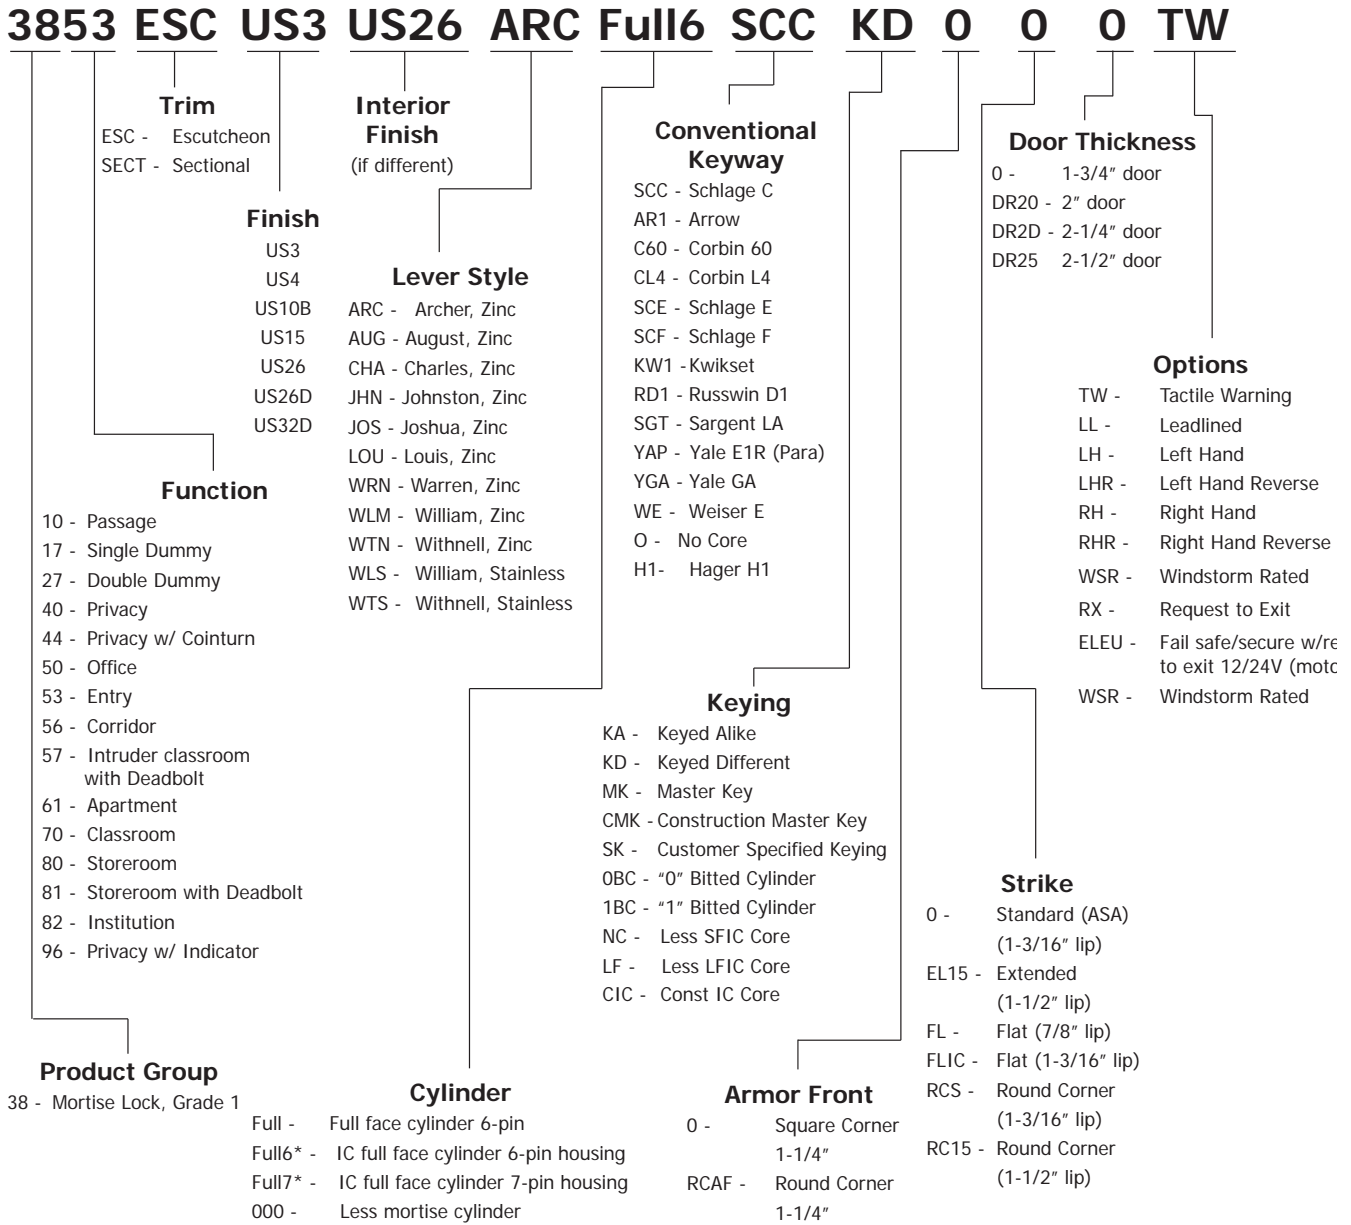 3853 ESC US3 US26 ARC Full6 SCC KD 0 0 0 TW
Trim
ESC - Escutcheon
SECT - Sectional
Interior
Finish
(if different)
Finish
US3
US4
US10B
US15
US26
US26D
US32D
Lever Style
ARC - Archer, Zinc
AUG - August, Zinc
CHA - Charles, Zinc
JHN - Johnston, Zinc
JOS - Joshua, Zinc
LOU - Louis, Zinc
WRN - Warren, Zinc
WLM - William, Zinc
WTN - Withnell, Zinc
WLS - William, Stainless
WTS - Withnell, Stainless
Conventional
Keyway
SCC - Schlage C
AR1 - Arrow
C60 - Corbin 60
CL4 - Corbin L4
SCE - Schlage E
SCF - Schlage F
KW1 - Kwikset
RD1 - Russwin D1
SGT - Sargent LA
YAP - Yale E1R (Para)
YGA - Yale GA
WE - Weiser E
O - No Core
H1- Hager H1
Door Thickness
0 - 1-3/4" door
DR20 - 2" door
DR2D - 2-1/4" door
DR25 2-1/2" door
Options
TW - Tactile Warning
LL - Leadlined
LH - Left Hand
LHR - Left Hand Reverse
RH - Right Hand
RHR - Right Hand Reverse
WSR - Windstorm Rated
RX - Request to Exit
ELEU - Fail safe/secure w/re
to exit 12/24V (moto
WSR - Windstorm Rated
Function
10 - Passage
17 - Single Dummy
27 - Double Dummy
40 - Privacy
44 - Privacy w/ Cointurn
50 - Office
53 - Entry
56 - Corridor
57 - Intruder classroom
with Deadbolt
61 - Apartment
70 - Classroom
80 - Storeroom
81 - Storeroom with Deadbolt
82 - Institution
96 - Privacy w/ Indicator
Keying
KA - Keyed Alike
KD - Keyed Different
MK - Master Key
CMK - Construction Master Key
SK - Customer Specified Keying
0BC - "0" Bitted Cylinder
1BC - "1" Bitted Cylinder
NC - Less SFIC Core
LF - Less LFIC Core
CIC - Const IC Core
Strike
0 - Standard (ASA)
(1-3/16" lip)
EL15 - Extended
(1-1/2" lip)
FL - Flat (7/8" lip)
FLIC - Flat (1-3/16" lip)
RCS - Round Corner
(1-3/16" lip)
RC15 - Round Corner
(1-1/2" lip)
Product Group
38 - Mortise Lock, Grade 1
Cylinder
Full - Full face cylinder 6-pin
Full6* - IC full face cylinder 6-pin housing
Full7* - IC full face cylinder 7-pin housing
000 - Less mortise cylinder
Armor Front
0 - Square Corner
1-1/4"
RCAF - Round Corner
1-1/4"